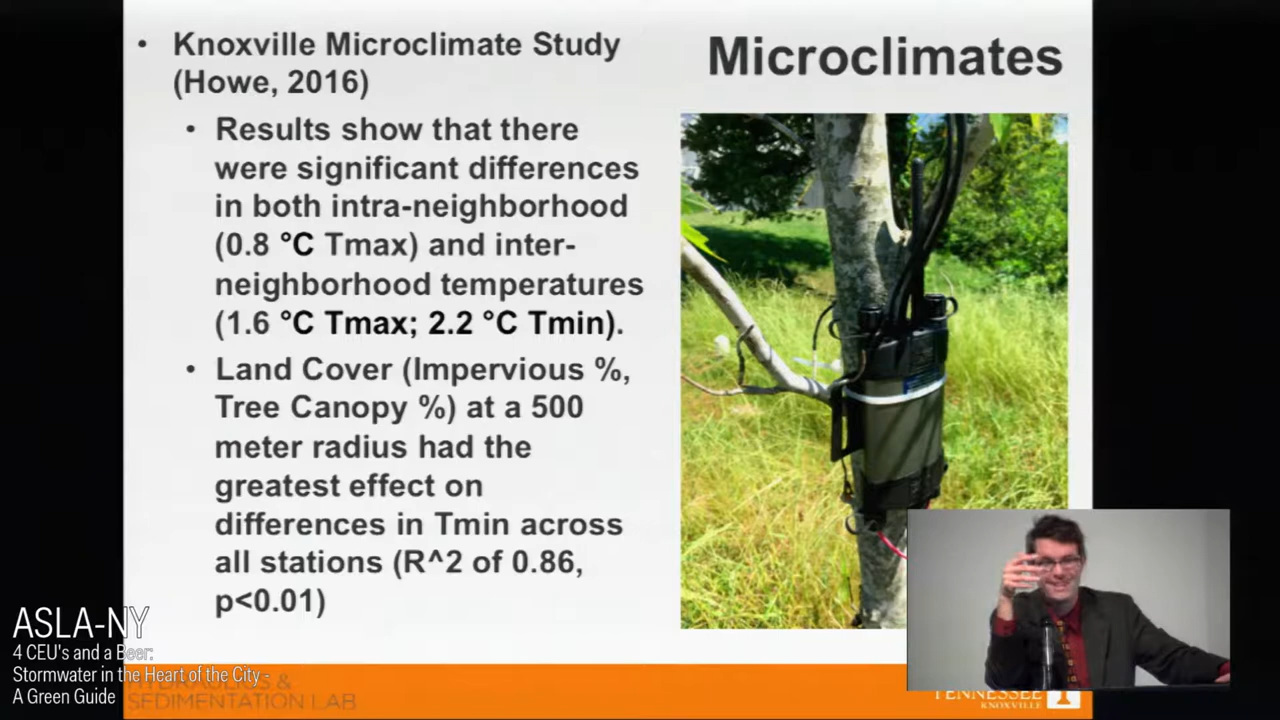 • Knoxville Microclimate Study
(Howe, 2016)
• Results show that there
were significant differences
in both intra-neighborhood
(0.8 °C Tmax) and inter-
neighborhood temperatures
(1.6 °C Tmax; 2.2 °C Tmin).
• Land Cover (Impervious %,
Tree Canopy %) at a 500
meter radius had the
greatest effect on
differences in Tmin across
all stations (R^2 of 0.86,
p<0.01)
Microclimates
ASLA-NY
4 CEU's and a Beer:
Stormwater in the Heart of the City -
A Green Guide
HYDRAULICS &
SEDIMENTATION LAB
TENNESSEE
KNOXVILLE